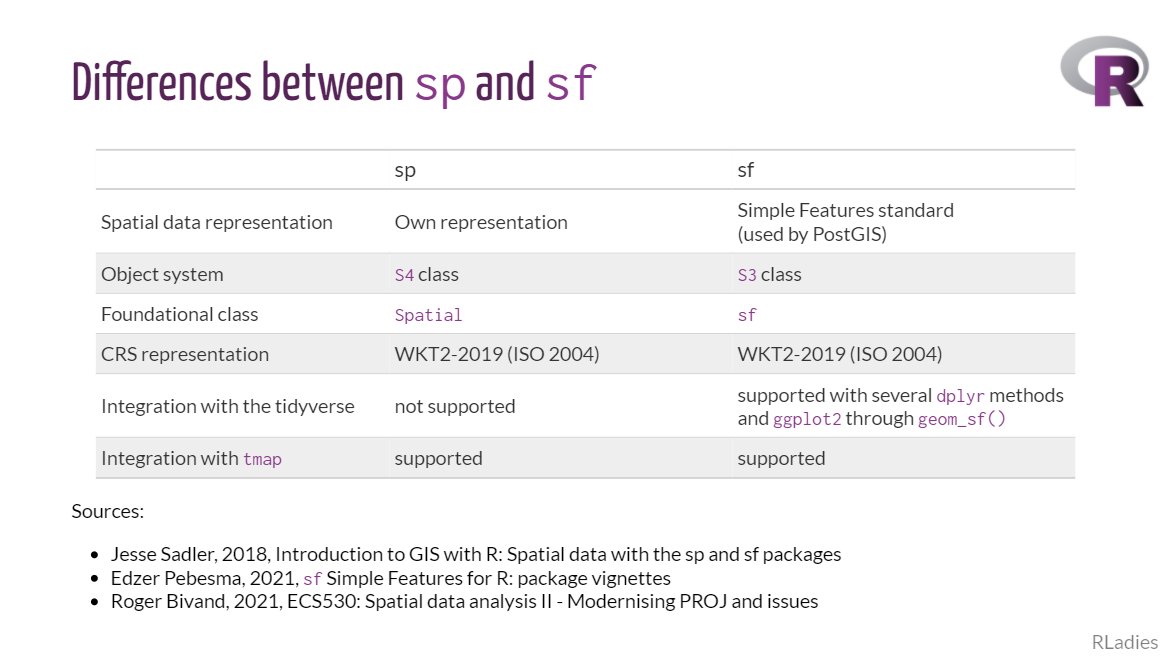 Differences between sp and sf
R
sp sf
Spatial data representation Own representation Simple Features standard
(used by PostGIS)
Object system S4 class S3 class
Foundational class Spatial sf
CRS representation WKT2-2019 (ISO 2004) WKT2-2019 (ISO 2004)
Integration with the tidyverse not supported supported with several dplyr methods
and ggplot2 through geom_sf()
Integration with tmap supported supported
Sources:
• Jesse Sadler, 2018, Introduction to GIS with R: Spatial data with the sp and sf packages
• Edzer Pebesma, 2021, sf Simple Features for R: package vignettes
• Roger Bivand, 2021, ECS530: Spatial data analysis II - Modernising PROJ and issues
RLadies